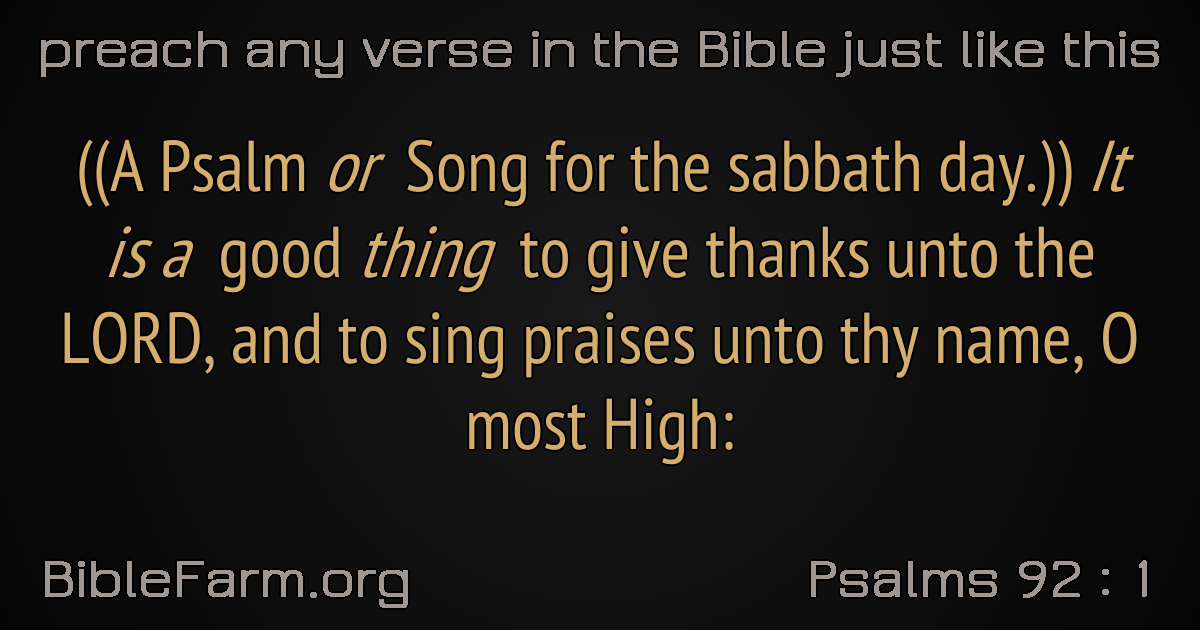 preach any verse in the Bible just like this
((A Psalm or Song for the sabbath day.)) It
is a good thing to give thanks unto the
LORD, and to sing praises unto thy name, O
most High:
BibleFarm.org
Psalms 92 : 1